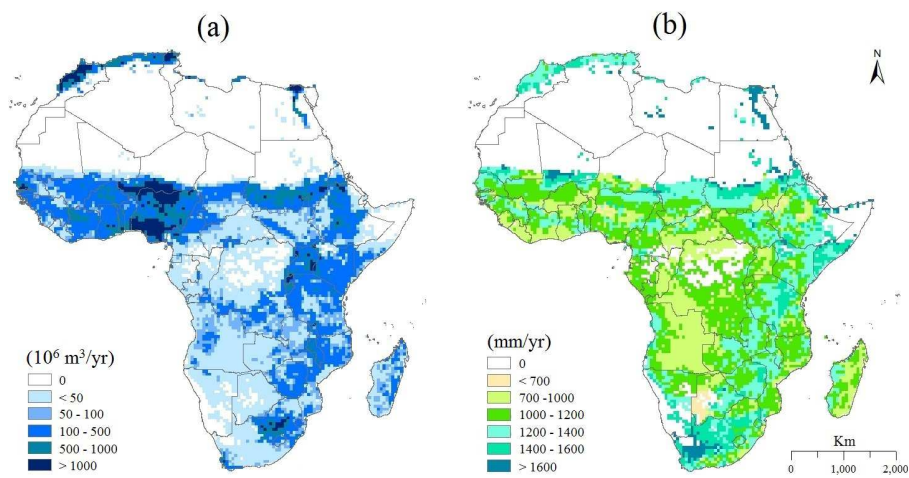 (a)
(b)
N
(10⁶ m³/yr)
0
< 50
50 - 100
100 - 500
500 - 1000
> 1000
(mm/yr)
0
< 700
700 -1000
1000 - 1200
1200 - 1400
1400 - 1600
> 1600
Km
0 1,000 2,000